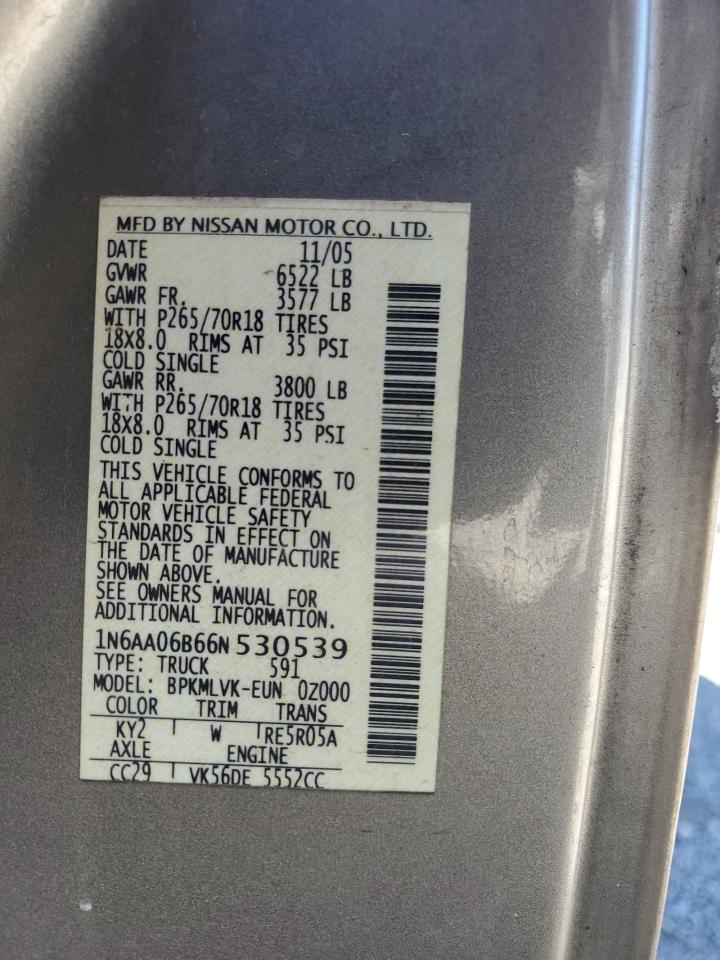 MFD BY NISSAN MOTOR CO., LTD.
DATE 11/05
GVWR 6522 LB
GAWR FR. 3577 LB
WITH P265/70R18 TIRES
18X8.0 RIMS AT 35 PSI
COLD SINGLE
GAWR RR. 3800 LB
WITH P265/70R18 TIRES
18X8.0 RIMS AT 35 PSI
COLD SINGLE
THIS VEHICLE CONFORMS TO
ALL APPLICABLE FEDERAL
MOTOR VEHICLE SAFETY
STANDARDS IN EFFECT ON
THE DATE OF MANUFACTURE
SHOWN ABOVE.
SEE OWNERS MANUAL FOR
ADDITIONAL INFORMATION.
1N6AA06B66N530539
TYPE: TRUCK 591
MODEL: BPKMLVK-EUN 0Z000
COLOR TRIM TRANS
KY2 W RE5R05A
AXLE ENGINE
CC29 VK56DE 5552CC